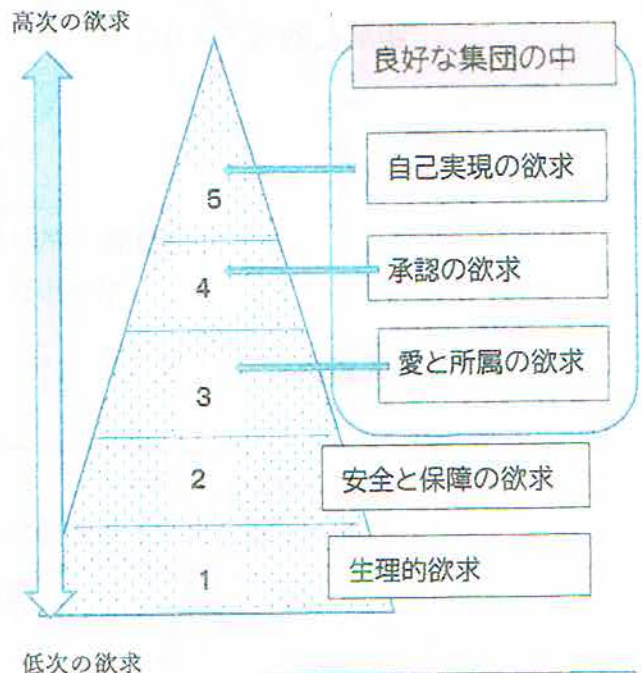 高次の欲求
良好な集団の中
自己実現の欲求
5
承認の欲求
4
愛と所属の欲求
3
安全と保障の欲求
2
生理的欲求
1
低次の欲求